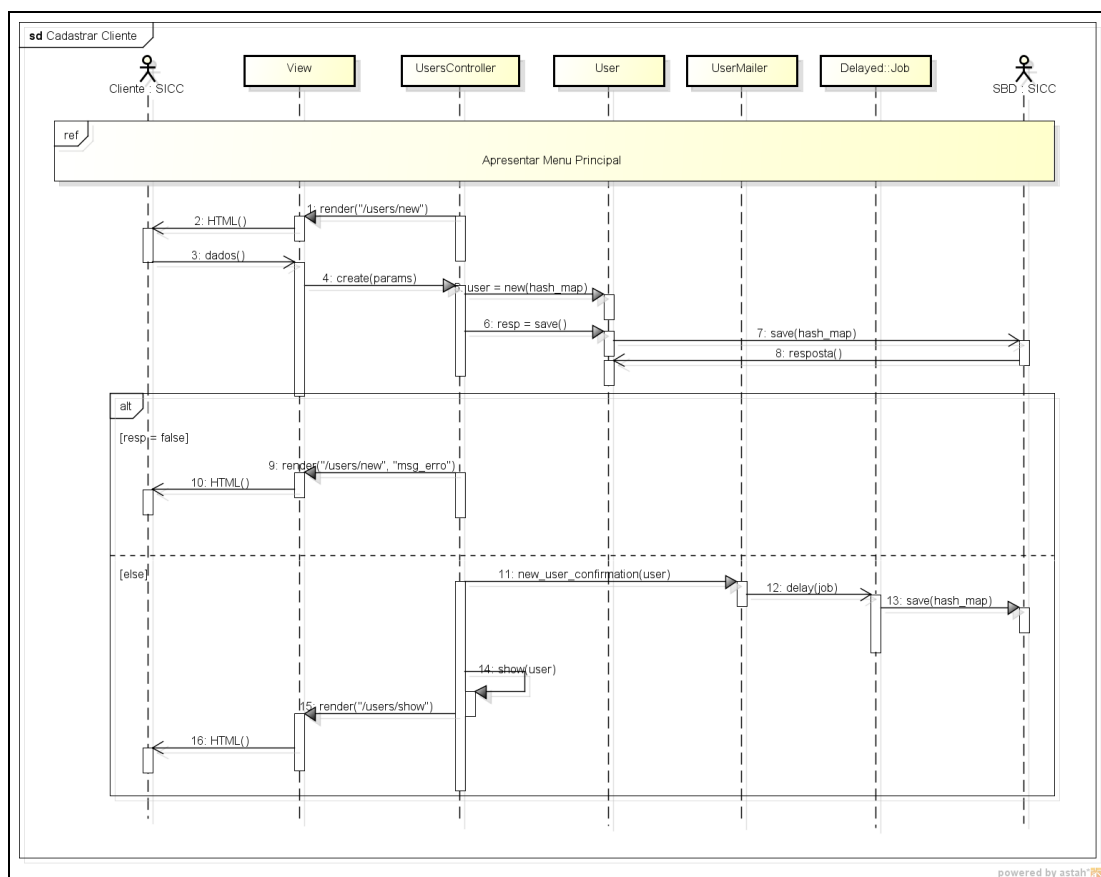 sd Cadastrar Cliente
View
UsersController
User
UserMailer
Delayed::Job
Cliente : SICC
SBD : SICC
ref
Apresentar Menu Principal
1: render("/users/new")
2: HTML()
3: dados()
4: create(params)
user = new(hash_map)
6: resp = save()
7: save(hash_map)
8: resposta()
alt
[resp = false]
9: render("/users/new", "msg_erro")
10: HTML()
[else]
11: new_user_confirmation(user)
12: delay(job)
13: save(hash_map)
14: show(user)
15: render("/users/show")
16: HTML()
powered by astah*